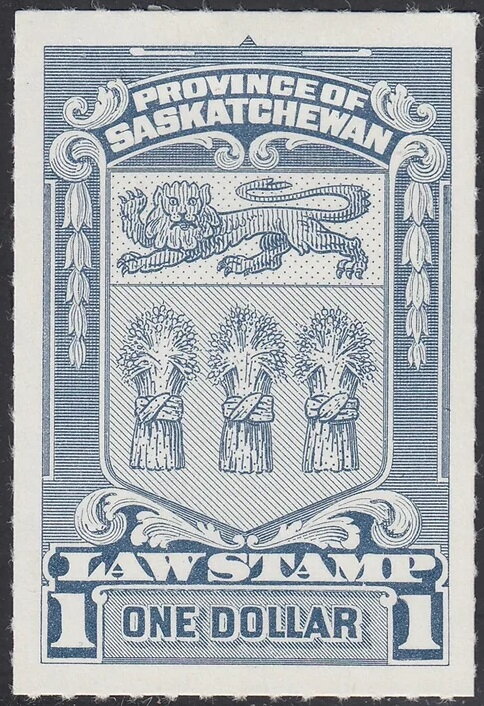 PROVINCE OF
SASKATCHEWAN
LAW STAMP
1 ONE DOLLAR 1